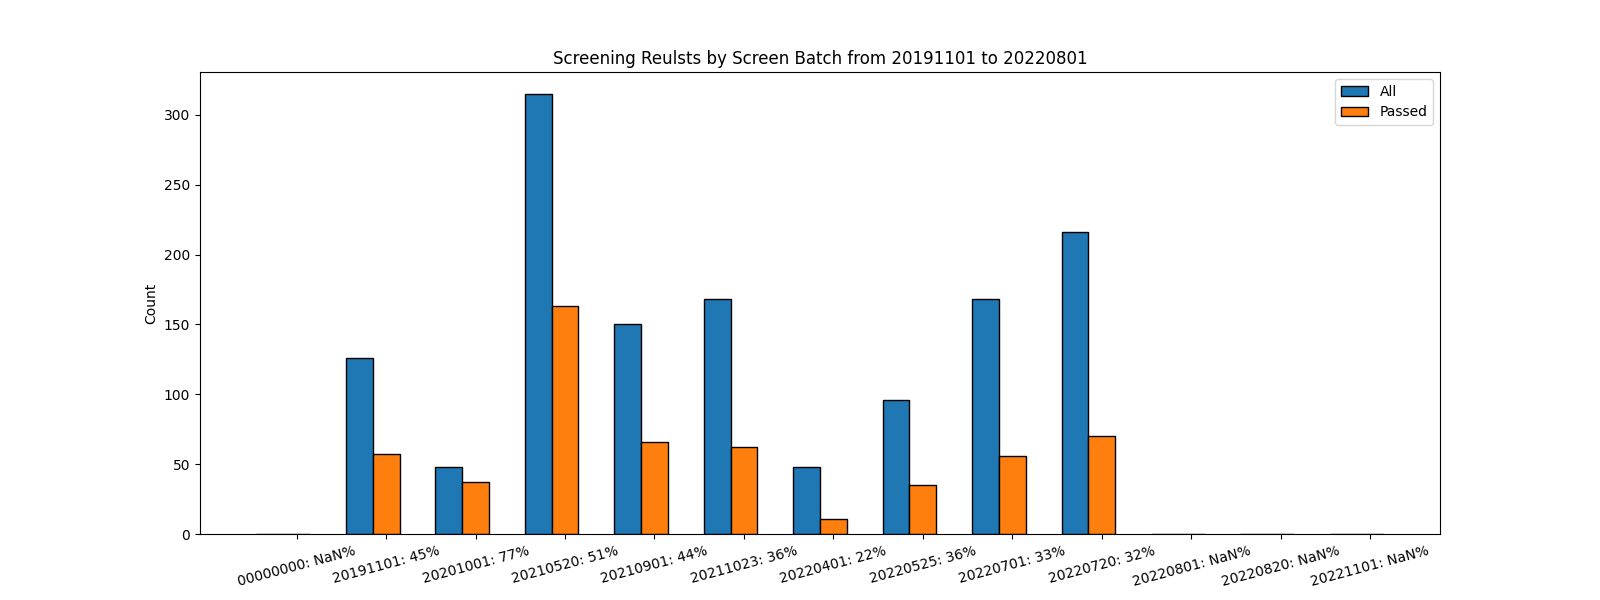 Screening Reulsts by Screen Batch from 20191101 to 20220801
All
Passed
Count
300
250
200
150
100
50
0
00000000: NaN%
20191101: 45%
20201001: 77%
20210520: 51%
20210901: 44%
20211023: 36%
20220401: 22%
20220525: 36%
20220701: 33%
20220720: 32%
20220801: NaN%
20220820: NaN%
20221101: NaN%